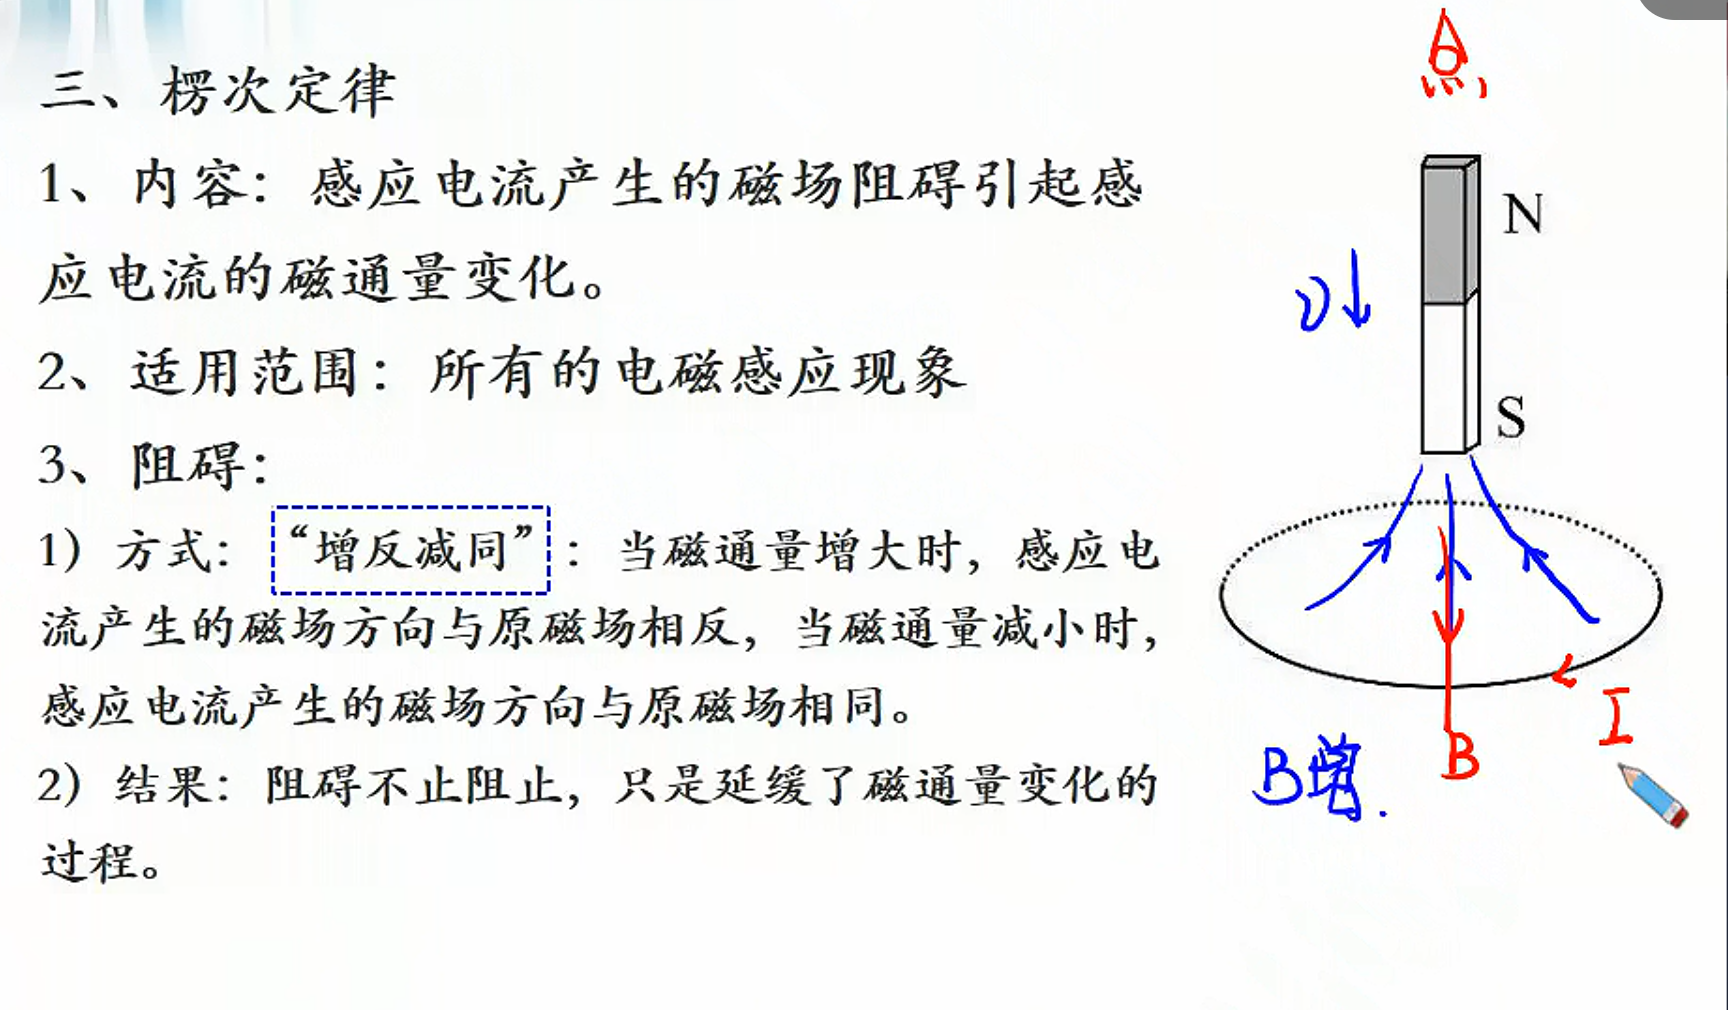 三、楞次定律
1、内容：感应电流产生的磁场阻碍引起感
应电流的磁通量变化。
2、适用范围：所有的电磁感应现象
3、阻碍：
1）方式：“增反减同”：当磁通量增大时，感应电
流产生的磁场方向与原磁场相反，当磁通量减小时，
感应电流产生的磁场方向与原磁场相同。
2）结果：阻碍不止阻止，只是延缓了磁通量变化的
过程。
N
S
B增.
B
I